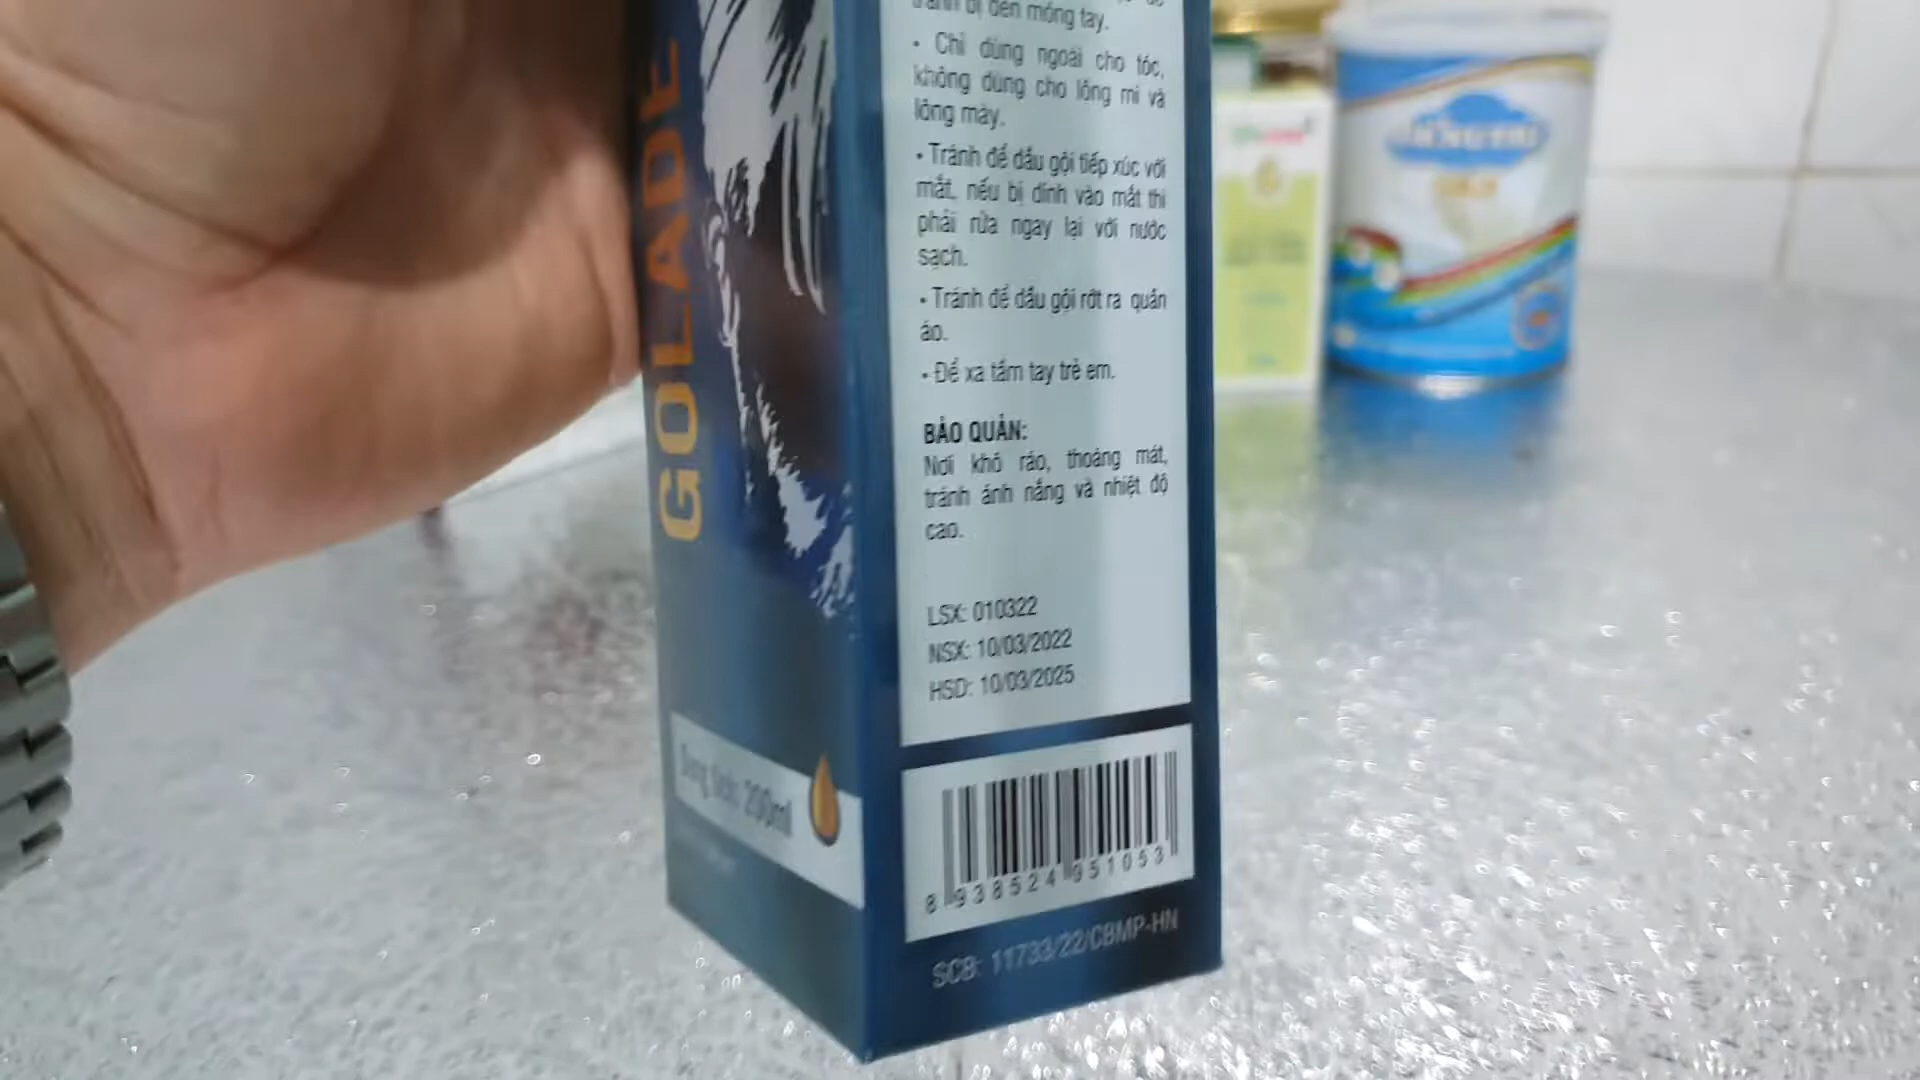 tránh bị đen móng tay.
• Chỉ dùng ngoài cho tóc,
không dùng cho lông mi và
lông mày.
• Tránh để dầu gội tiếp xúc với
mắt, nếu bị dính vào mắt thì
phải rửa ngay lại với nước
sạch.
• Tránh để dầu gội rớt ra quần
áo.
• Để xa tầm tay trẻ em.
BẢO QUẢN:
Nơi khô ráo, thoáng mát,
tránh ánh nắng và nhiệt độ
cao.
LSX: 010322
NSX: 10/03/2022
HSD: 10/03/2025
8 938524 951053
SCB: 11733/22/CBMP-HN
GOLADE
Dung tích: 200ml